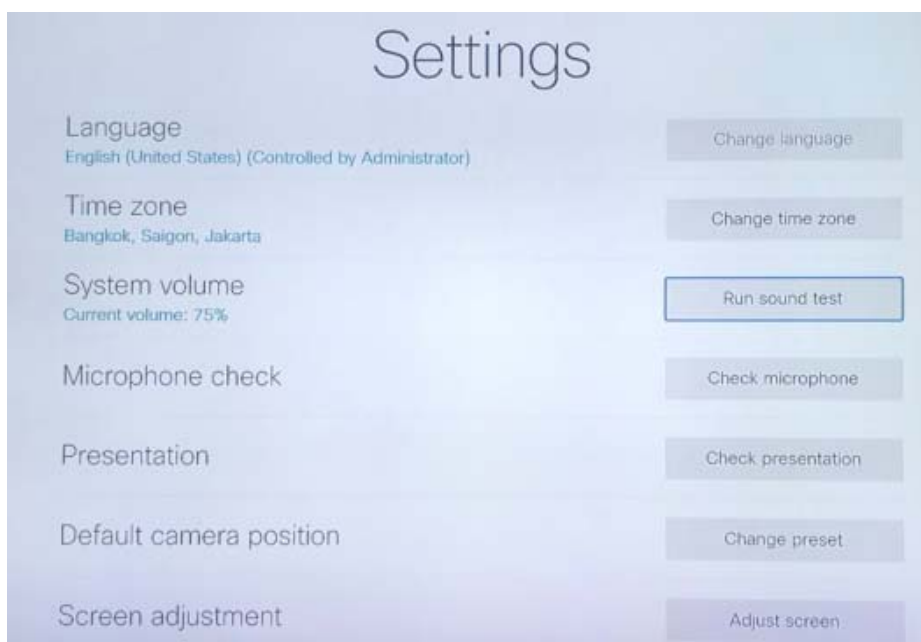 Settings
Language
Change language
English (United States) (Controlled by Administrator)
Time zone
Change time zone
Bangkok, Saigon, Jakarta
System volume
Run sound test
Current volume: 75%
Microphone check
Check microphone
Presentation
Check presentation
Default camera position
Change preset
Screen adjustment
Adjust screen